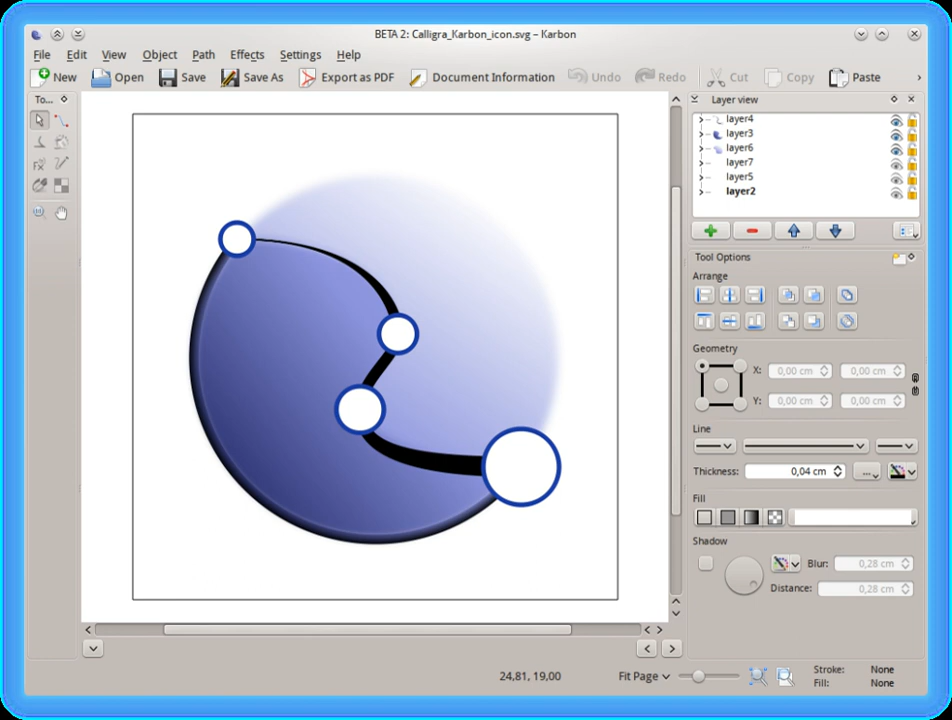 BETA 2: Calligra_Karbon_icon.svg – Karbon
File Edit View Object Path Effects Settings Help
New Open Save Save As Export as PDF Document Information Undo Redo Cut Copy Paste
To...
Layer view
layer4
layer3
layer6
layer7
layer5
layer2
Tool Options
Arrange
Geometry
X: 0,00 cm 0,00 cm
Y: 0,00 cm 0,00 cm
Line
Thickness: 0,04 cm ...
Fill
Shadow
Blur: 0,28 cm
Distance: 0,28 cm
24,81, 19,00 Fit Page Stroke: None
Fill: None